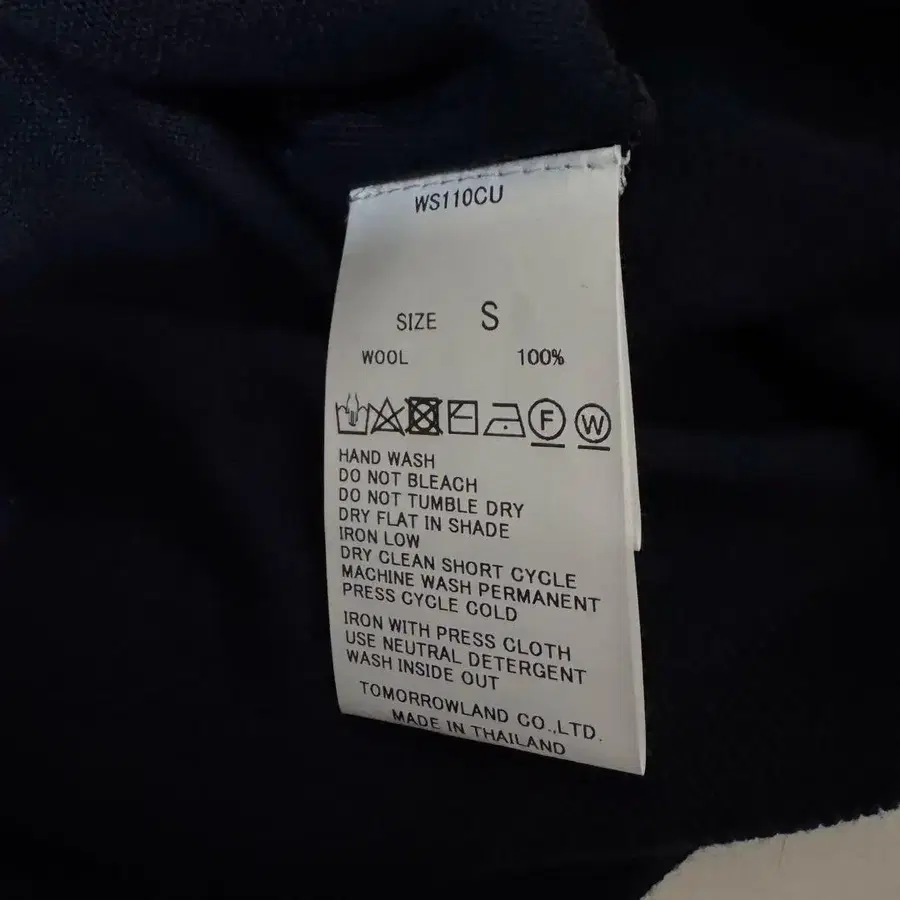 WS110CU
SIZE S
WOOL 100%
F W
HAND WASH
DO NOT BLEACH
DO NOT TUMBLE DRY
DRY FLAT IN SHADE
IRON LOW
DRY CLEAN SHORT CYCLE
MACHINE WASH PERMANENT
PRESS CYCLE COLD
IRON WITH PRESS CLOTH
USE NEUTRAL DETERGENT
WASH INSIDE OUT
TOMORROWLAND CO.,LTD.
MADE IN THAILAND